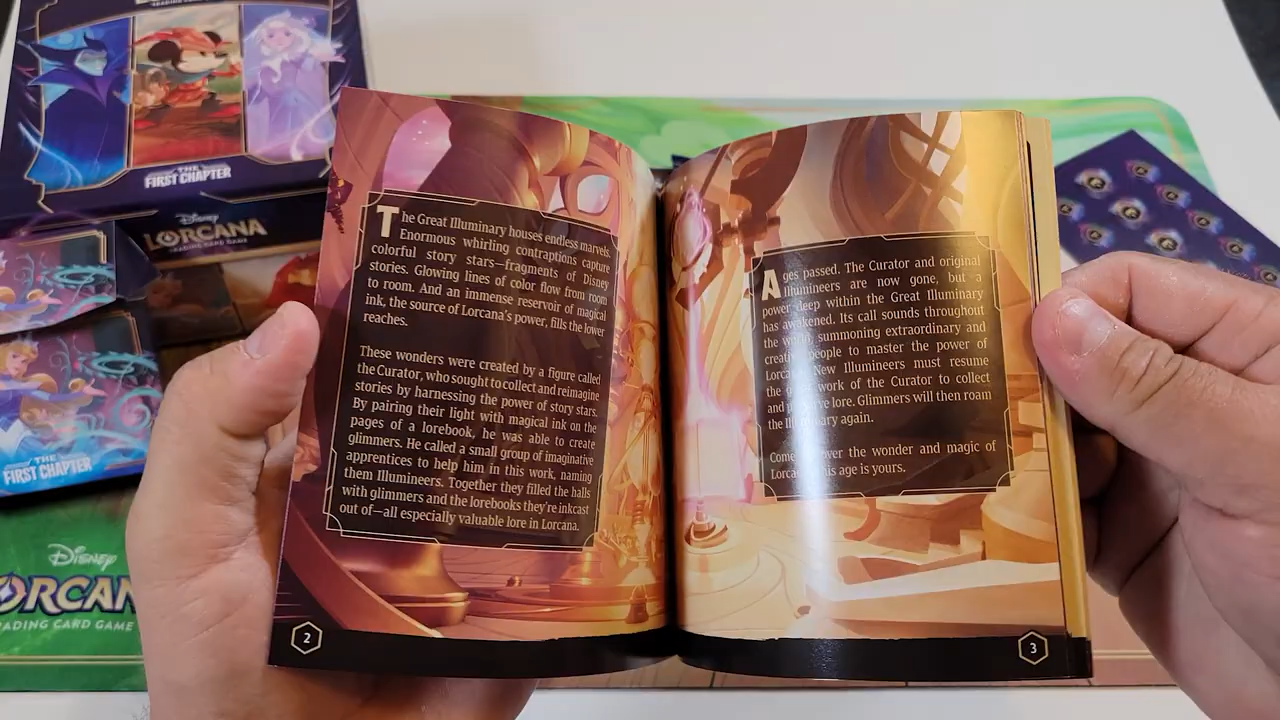 TRADING CARD GAME
THE
FIRST CHAPTER
Disney
LORCANA
TRADING CARD GAME
THE
FIRST CHAPTER
Disney
ORCAN
RADING CARD GAME
The Great Illuminary houses endless marvels.
Enormous whirling contraptions capture
colorful story stars—fragments of Disney
stories. Glowing lines of color flow from room
to room. And an immense reservoir of magical
ink, the source of Lorcana's power, fills the lower
reaches.
These wonders were created by a figure called
the Curator, who sought to collect and reimagine
stories by harnessing the power of story stars.
By pairing their light with magical ink on the
pages of a lorebook, he was able to create
glimmers. He called a small group of imaginative
apprentices to help him in this work, naming
them Illumineers. Together they filled the halls
with glimmers and the lorebooks they're inkcast
out of—all especially valuable lore in Lorcana.
2
Ages passed. The Curator and original
Illumineers are now gone, but a
power deep within the Great Illuminary
has awakened. Its call sounds throughout
the world, summoning extraordinary and
creative people to master the power of
Lorcana. New Illumineers must resume
the work of the Curator to collect
and preserve lore. Glimmers will then roam
the Illuminary again.
Come discover the wonder and magic of
Lorcana. This age is yours.
3